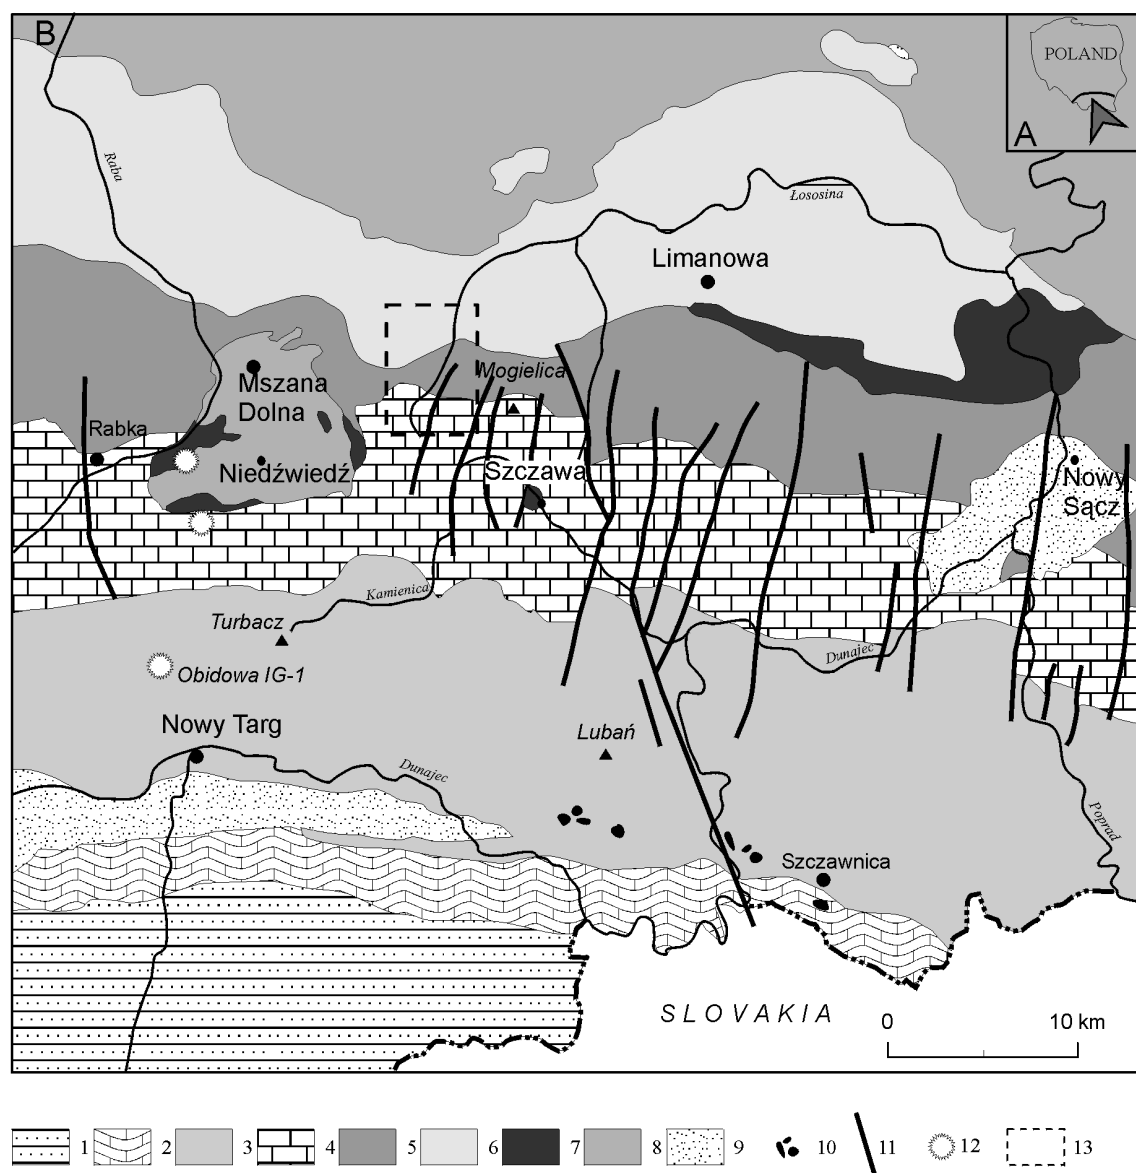 B
POLAND
A
Raba
Łososina
Limanowa
Mszana
Dolna
Mogielica
Rabka
Niedźwiedź
Szczawa
Nowy
Sącz
Kamienica
Turbacz
Dunajec
Obidowa IG-1
Nowy Targ
Lubań
Dunajec
Poprad
Szczawnica
SLOVAKIA
0 10 km
1 2 3 4 5 6 7 8 9 10 11 12 13